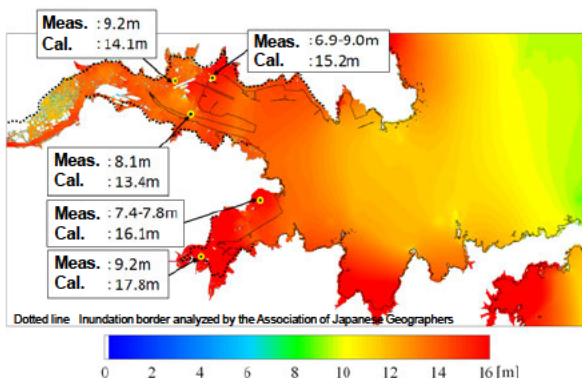 Meas. : 9.2m
Cal. : 14.1m
Meas. : 6.9-9.0m
Cal. : 15.2m
Meas. : 8.1m
Cal. : 13.4m
Meas. : 7.4-7.8m
Cal. : 16.1m
Meas. : 9.2m
Cal. : 17.8m
Dotted line Inundation border analyzed by the Association of Japanese Geographers
0 2 4 6 8 10 12 14 16 [m]